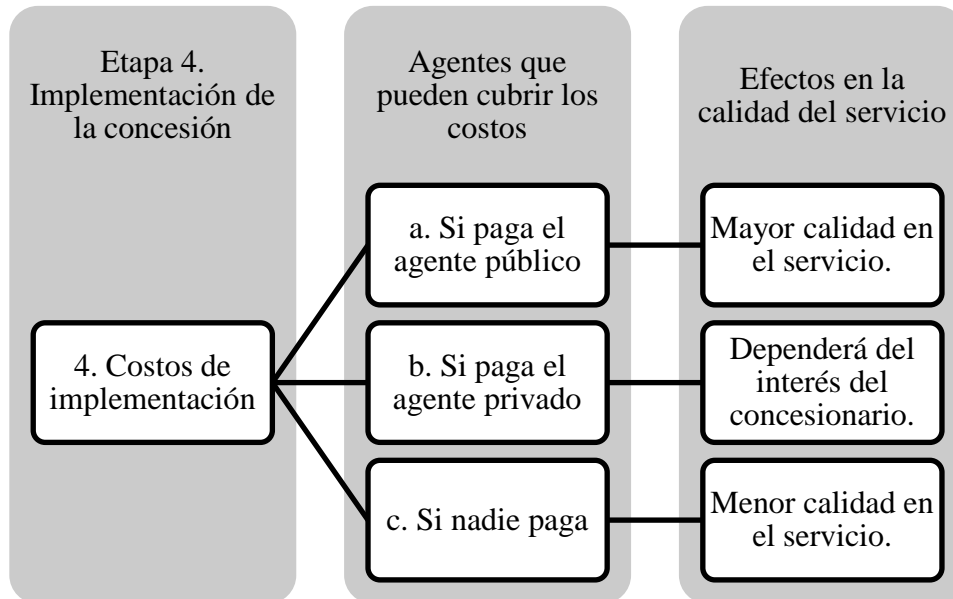 Etapa 4.
Implementación de
la concesión
Agentes que
pueden cubrir los
costos
Efectos en la
calidad del servicio
4. Costos de
implementación
a. Si paga el
agente público
Mayor calidad en
el servicio.
b. Si paga el
agente privado
Dependerá del
interés del
concesionario.
c. Si nadie paga
Menor calidad en
el servicio.